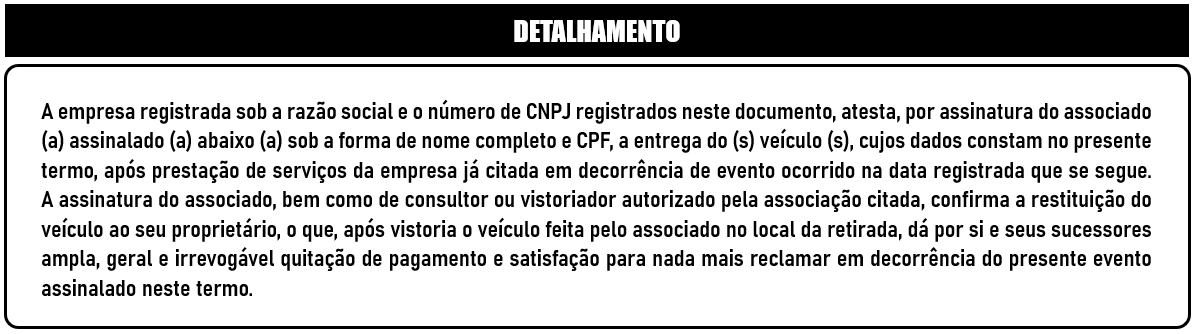 DETALHAMENTO
A empresa registrada sob a razão social e o número de CNPJ registrados neste documento, atesta, por assinatura do associado
(a) assinalado (a) abaixo (a) sob a forma de nome completo e CPF, a entrega do (s) veículo (s), cujos dados constam no presente
termo, após prestação de serviços da empresa já citada em decorrência de evento ocorrido na data registrada que se segue.
A assinatura do associado, bem como de consultor ou vistoriador autorizado pela associação citada, confirma a restituição do
veículo ao seu proprietário, o que, após vistoria o veículo feita pelo associado no local da retirada, dá por si e seus sucessores
ampla, geral e irrevogável quitação de pagamento e satisfação para nada mais reclamar em decorrência do presente evento
assinalado neste termo.